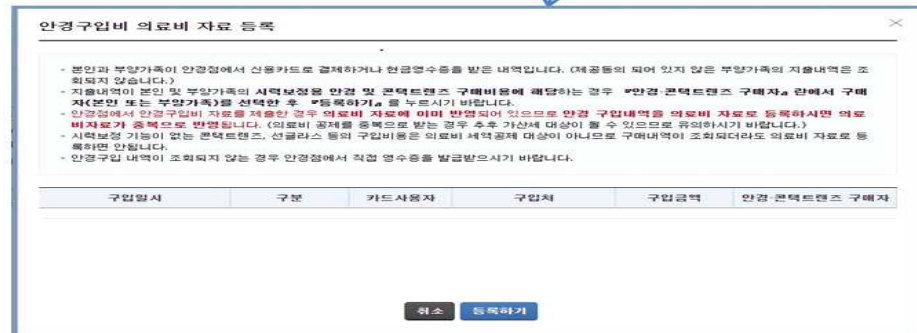 안경구입비 의료비 자료 등록
- 본인과 부양가족이 안경점에서 신용카드로 결제하거나 현금영수증을 받은 내역입니다. (제공동의 되어 있지 않은 부양가족의 지출내역은 조
회되지 않습니다.)
- 지출내역이 본인 및 부양가족의 시력보정용 안경 및 콘택트렌즈 구매비용에 해당하는 경우 『안경·콘택트렌즈 구매자』 란에서 구매
자(본인 또는 부양가족)를 선택한 후 『등록하기』 를 누르시기 바랍니다.
- 안경점에서 안경구입비 자료를 제출한 경우 의료비 자료에 이미 반영되어 있으므로 안경 구입내역을 의료비 자료로 등록하시면 의료
비자료가 중복으로 반영됩니다. (의료비 공제를 중복으로 받는 경우 추후 가산세 대상이 될 수 있으므로 유의하시기 바랍니다.)
- 시력보정 기능이 없는 콘택트렌즈, 선글라스 등의 구입비용은 의료비 세액공제 대상이 아니므로 구매내역이 조회되더라도 의료비 자료로 등
록하면 안됩니다.
- 안경구입 내역이 조회되지 않는 경우 안경점에서 직접 영수증을 발급받으시기 바랍니다.
구입일시 구분 카드사용자 구입처 구입금액 안경·콘택트렌즈 구매자
취소 등록하기